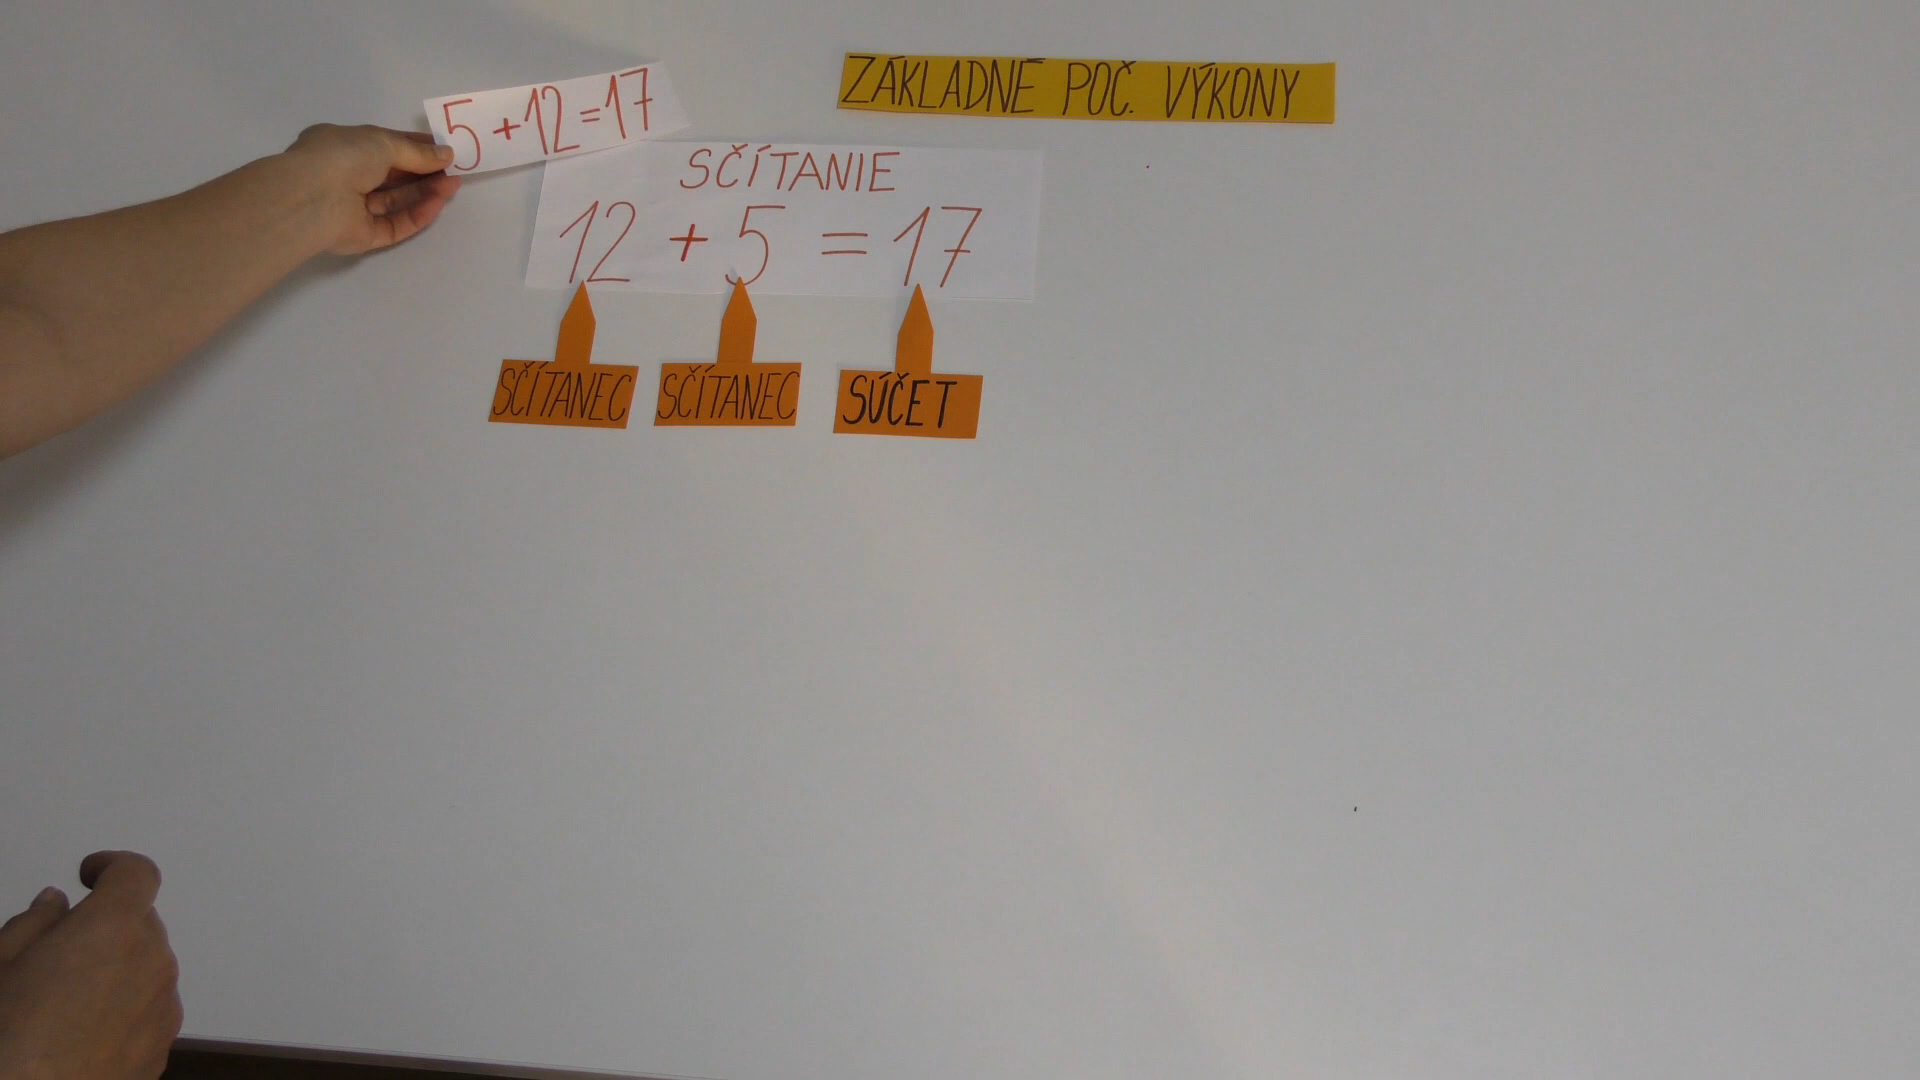 ZÁKLADNÉ POČ. VÝKONY
5 + 12 = 17
SČÍTANIE
12 + 5 = 17
SČÍTANEC SČÍTANEC SÚČET